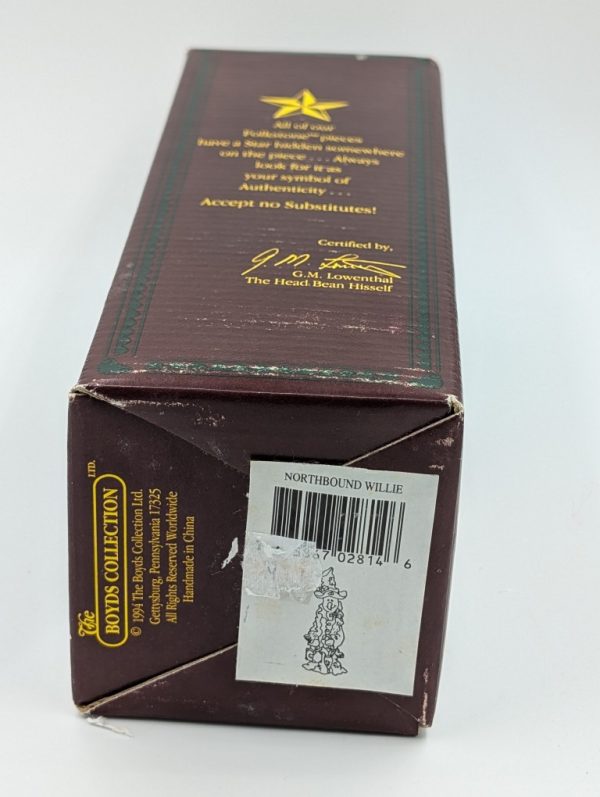 All of our
Folkstone™ pieces
have a Star hidden somewhere
on the piece . . . Always
look for it as
your symbol of
Authenticity . . .
Accept no Substitutes!
Certified by,
G. M. Lowenthal
G.M. Lowenthal
The Head Bean Hisself
The
BOYDS COLLECTION
LTD.
© 1994 The Boyds Collection Ltd.
Gettysburg, Pennsylvania 17325
All Rights Reserved Worldwide
Handmade in China
NORTHBOUND WILLIE
67 02814 6